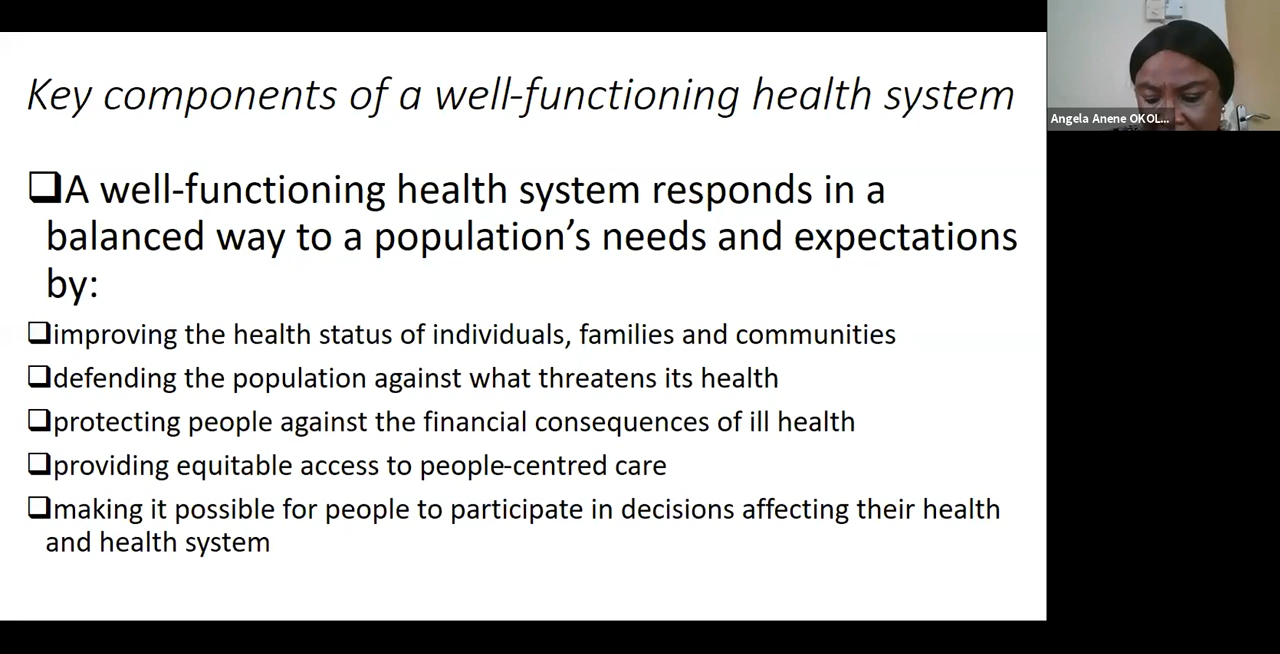 Key components of a well-functioning health system
❑A well-functioning health system responds in a
balanced way to a population’s needs and expectations
by:
❑improving the health status of individuals, families and communities
❑defending the population against what threatens its health
❑protecting people against the financial consequences of ill health
❑providing equitable access to people-centred care
❑making it possible for people to participate in decisions affecting their health
and health system
Angela Anene OKOL...